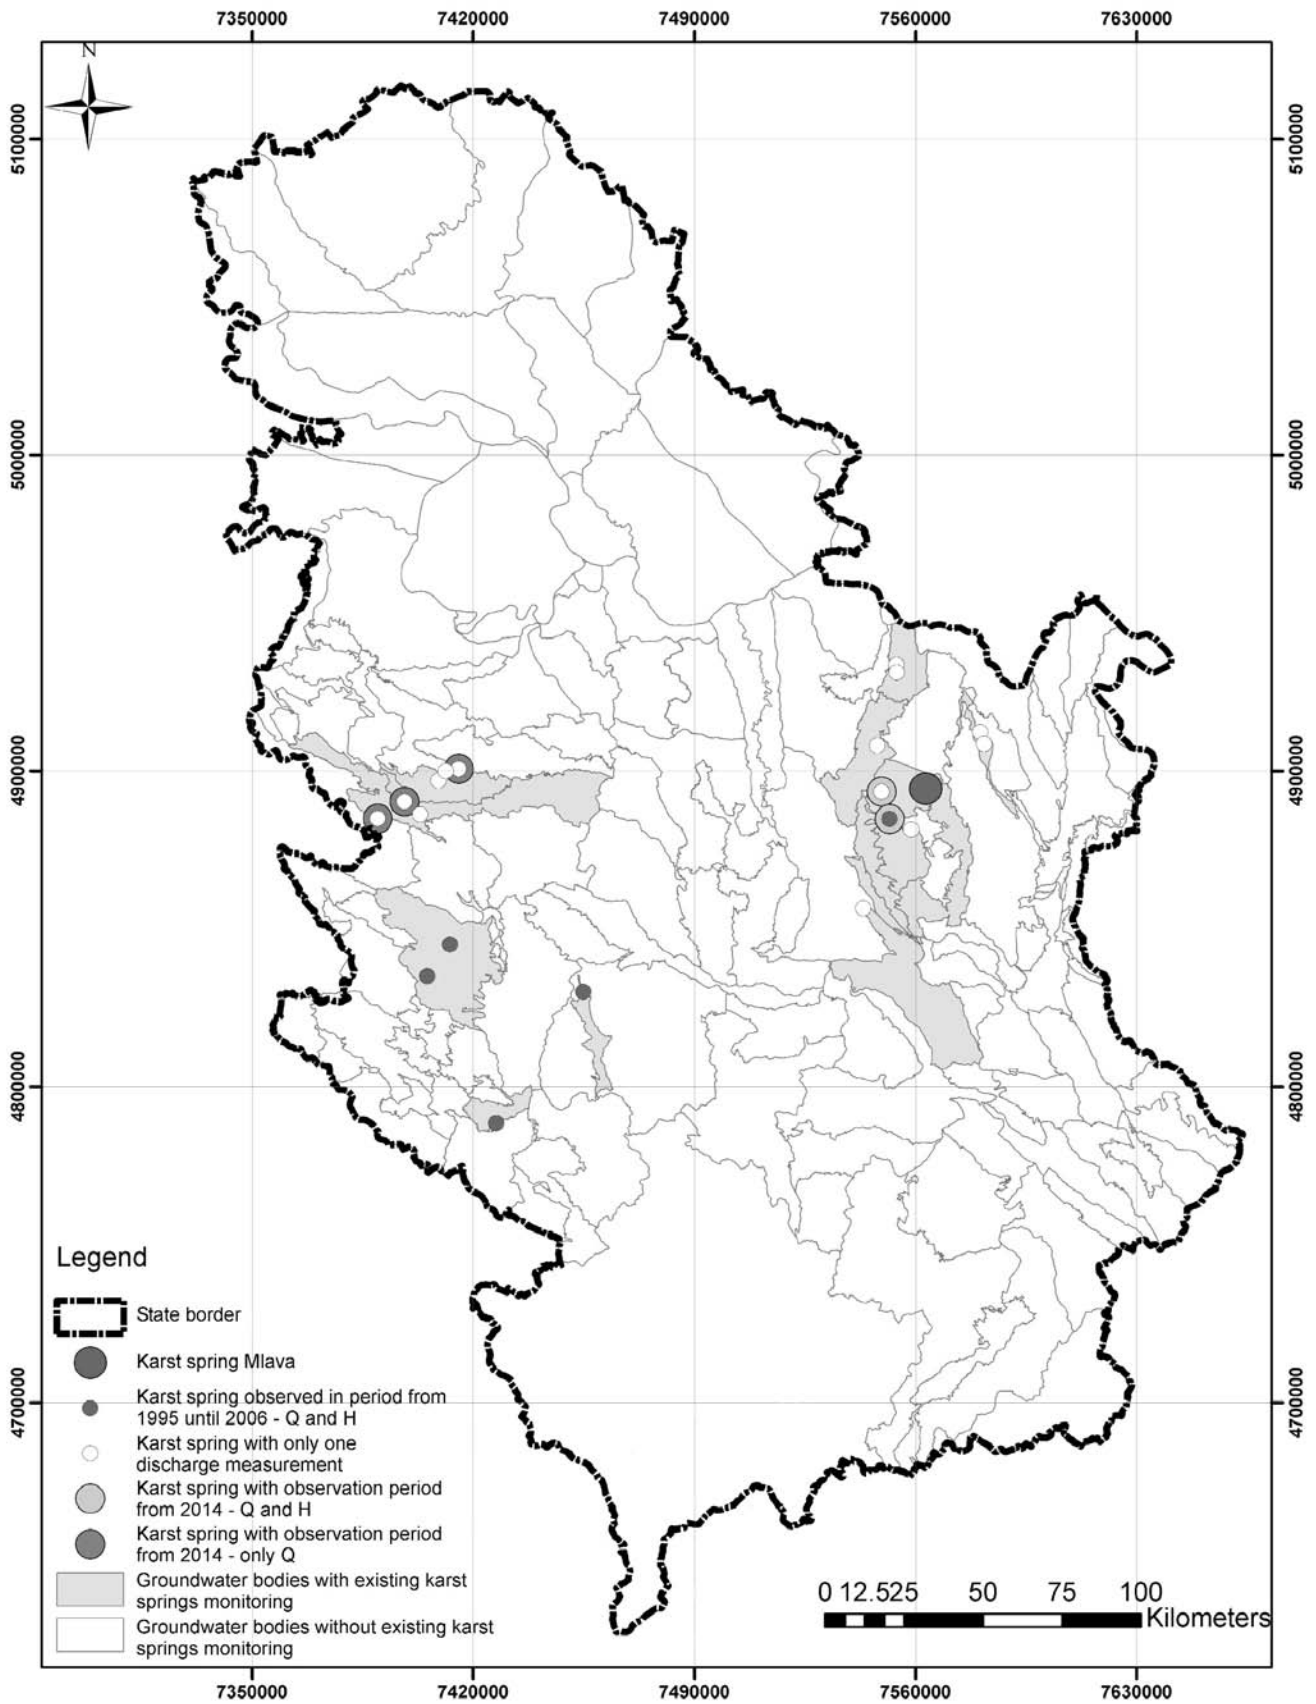 7350000 7420000 7490000 7560000 7630000
N
5100000 5100000
5000000 5000000
4900000 4900000
4800000 4800000
4700000 4700000
Legend
State border
Karst spring Mlava
Karst spring observed in period from
1995 until 2006 - Q and H
Karst spring with only one
discharge measurement
Karst spring with observation period
from 2014 - Q and H
Karst spring with observation period
from 2014 - only Q
Groundwater bodies with existing karst
springs monitoring
Groundwater bodies without existing karst
springs monitoring
0 12.525 50 75 100
Kilometers
7350000 7420000 7490000 7560000 7630000